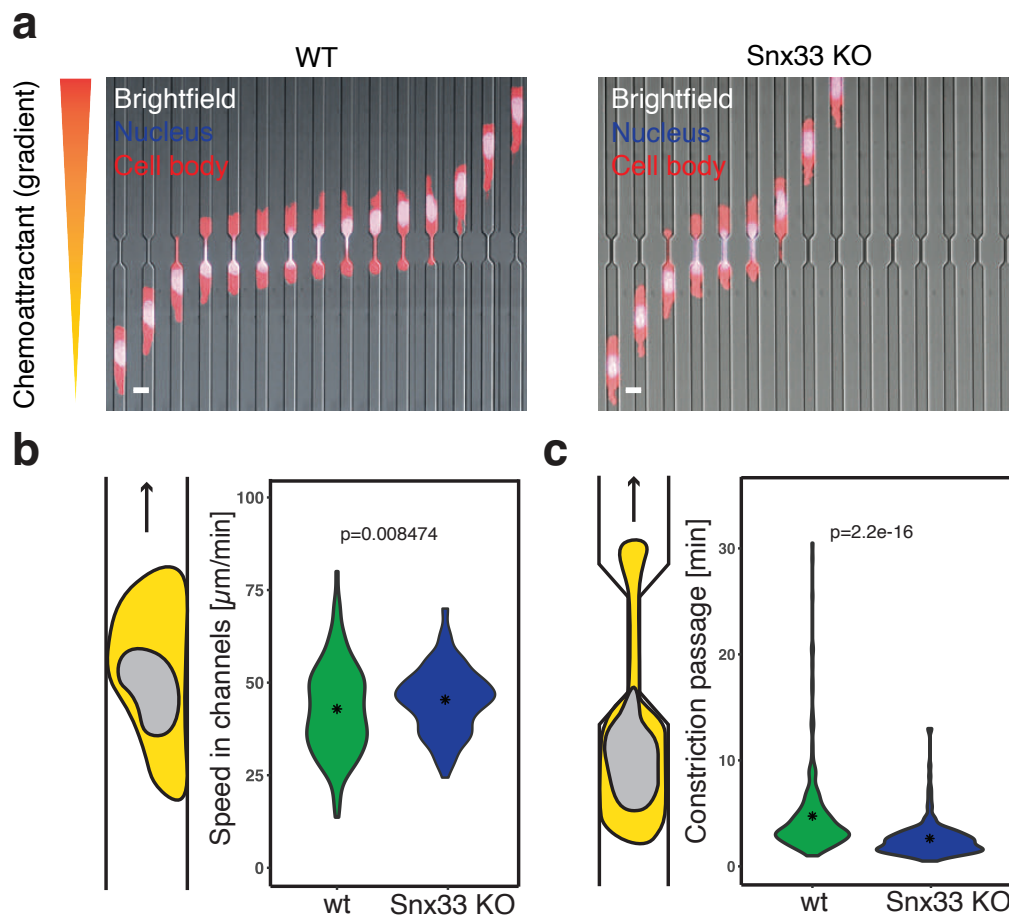 a
WT
Snx33 KO
Chemoattractant (gradient)
Brightfield
Nucleus
Cell body
Brightfield
Nucleus
Cell body
b
Speed in channels [µm/min]
100
75
50
25
0
p=0.008474
*
*
wt
Snx33 KO
c
Constriction passage [min]
30
20
10
0
p=2.2e-16
*
*
wt
Snx33 KO